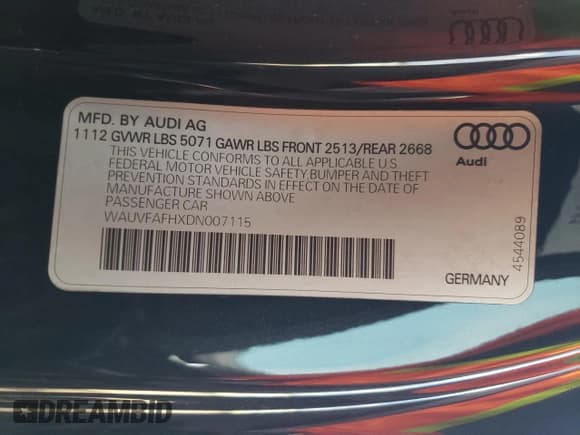 MFD. BY AUDI AG
1112 GVWR LBS 5071 GAWR LBS FRONT 2513/REAR 2668
THIS VEHICLE CONFORMS TO ALL APPLICABLE U S
FEDERAL MOTOR VEHICLE SAFETY,BUMPER AND THEFT
PREVENTION STANDARDS IN EFFECT ON THE DATE OF
MANUFACTURE SHOWN ABOVE
PASSENGER CAR
WAUVFAFHXDN007115
Audi
4544089
GERMANY
DREAMBID